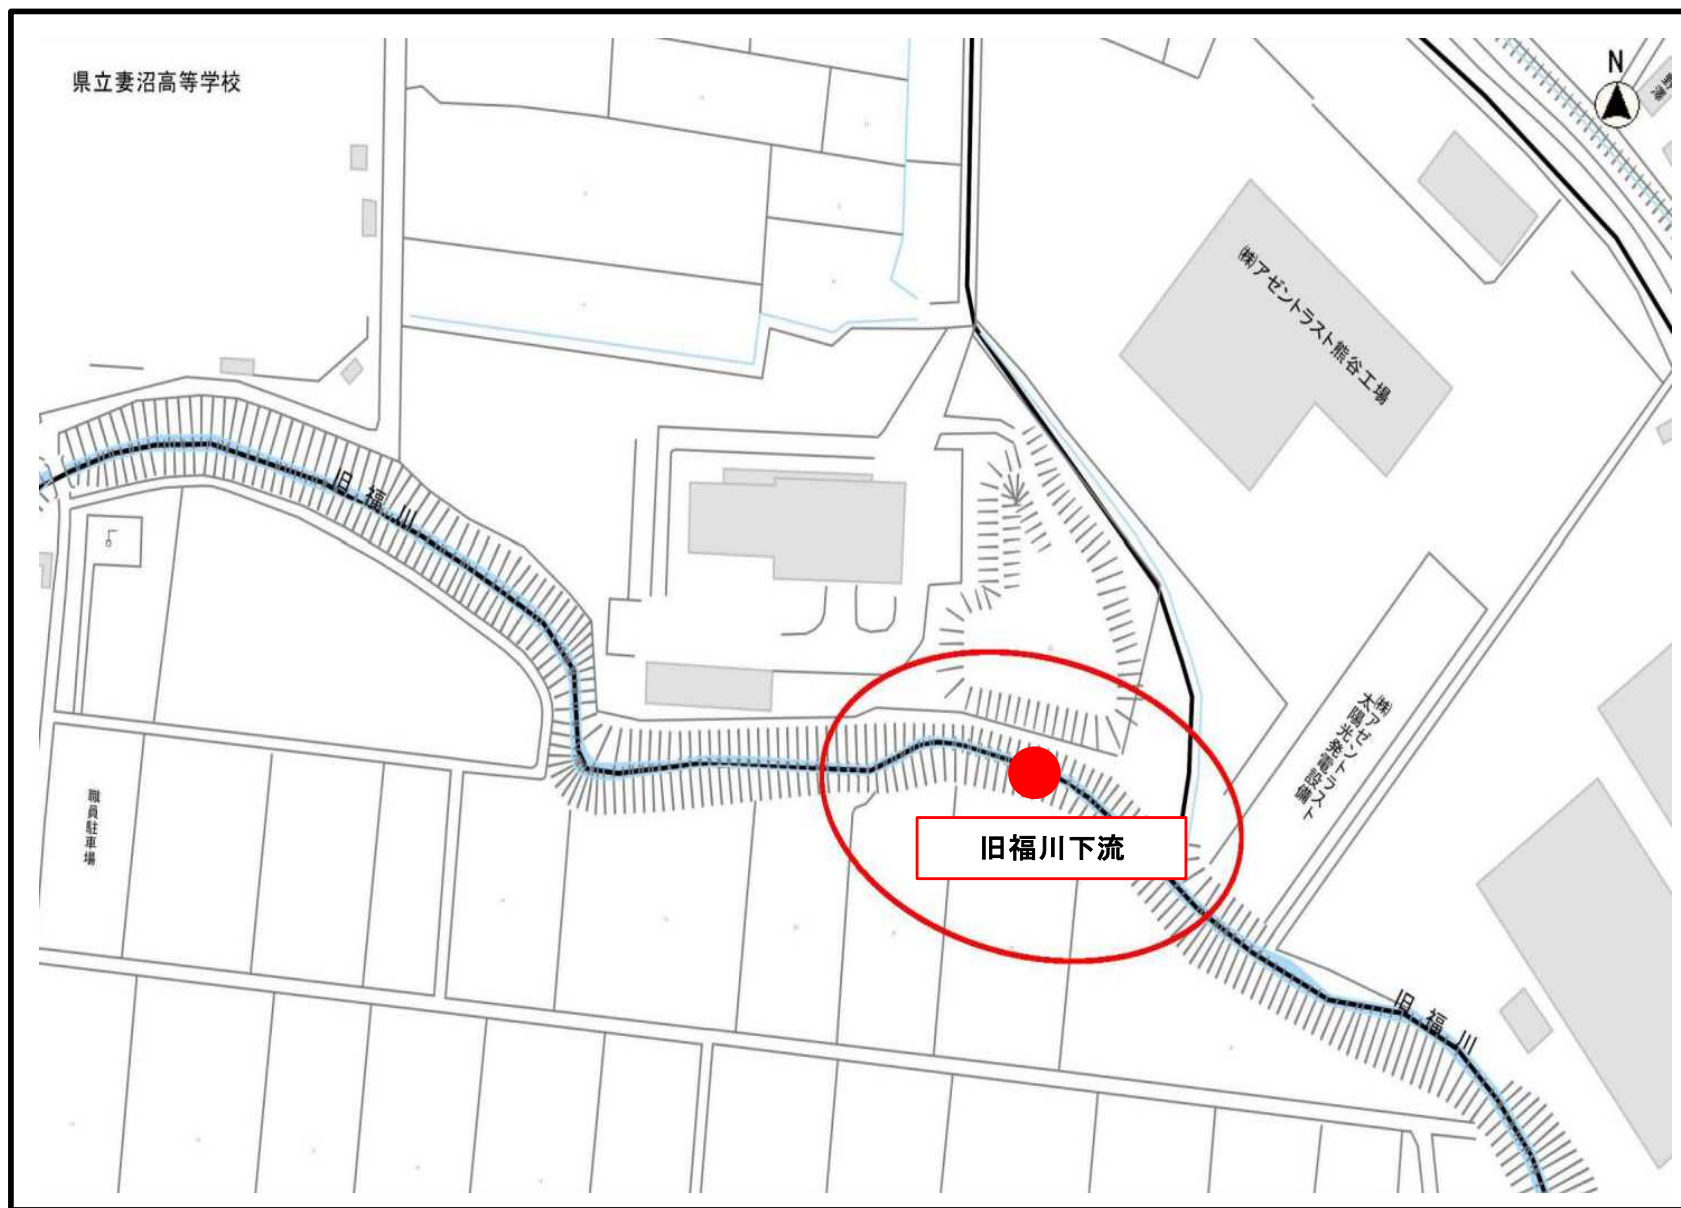 県立妻沼高等学校
N
野澤
㈱アゼントラスト熊谷工場
旧福川
㈱アゼントラスト
太陽光発電設備
職員駐車場
旧福川下流
旧福川